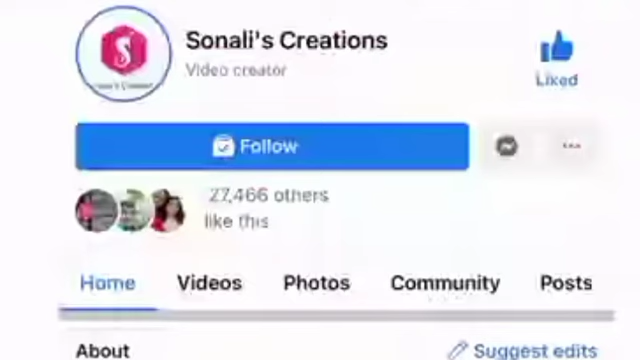 Sonali's Creations
Video creator
Liked
Follow
27,466 others
like this
Home Videos Photos Community Posts
About Suggest edits